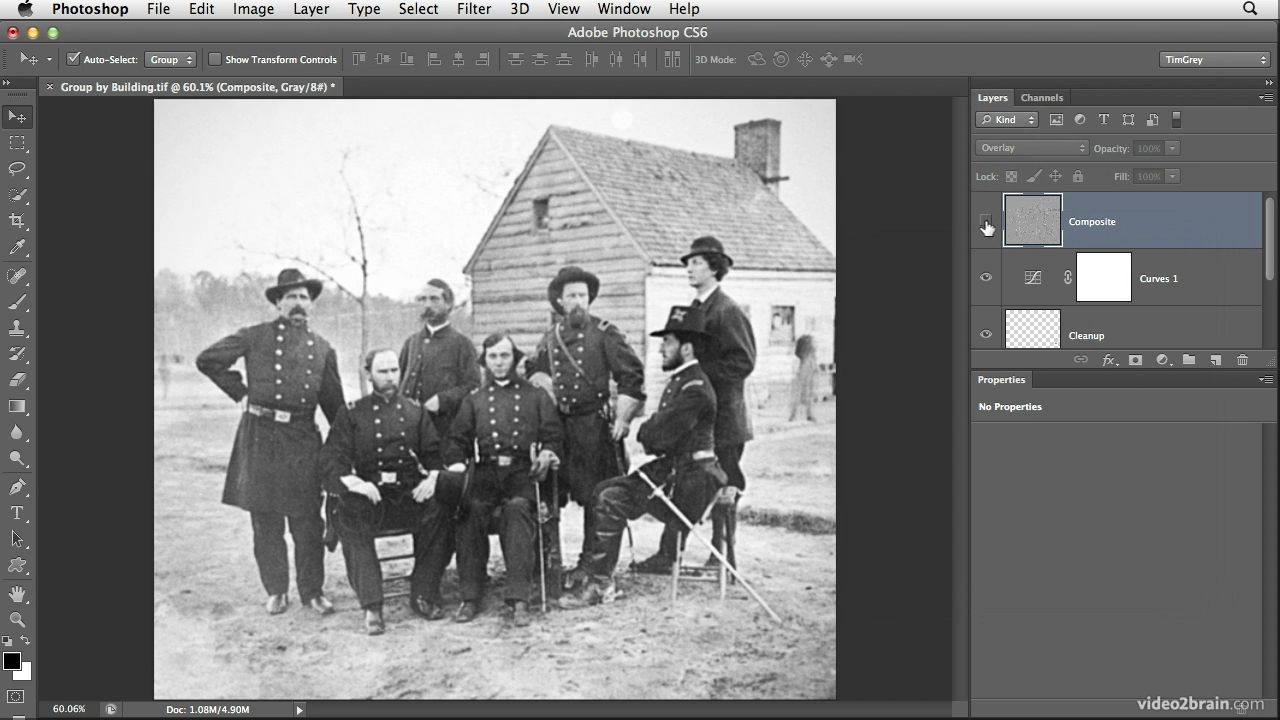 Photoshop File Edit Image Layer Type Select Filter 3D View Window Help
Adobe Photoshop CS6
Auto-Select: Group Show Transform Controls 3D Mode: TimGrey
× Group by Building.tif @ 60.1% (Composite, Gray/8#) *
Layers Channels
Kind T
Overlay Opacity: 100%
Lock: Fill: 100%
Composite
Curves 1
Cleanup
fx
Properties
No Properties
T
60.06% Doc: 1.08M/4.90M
video2brain.com